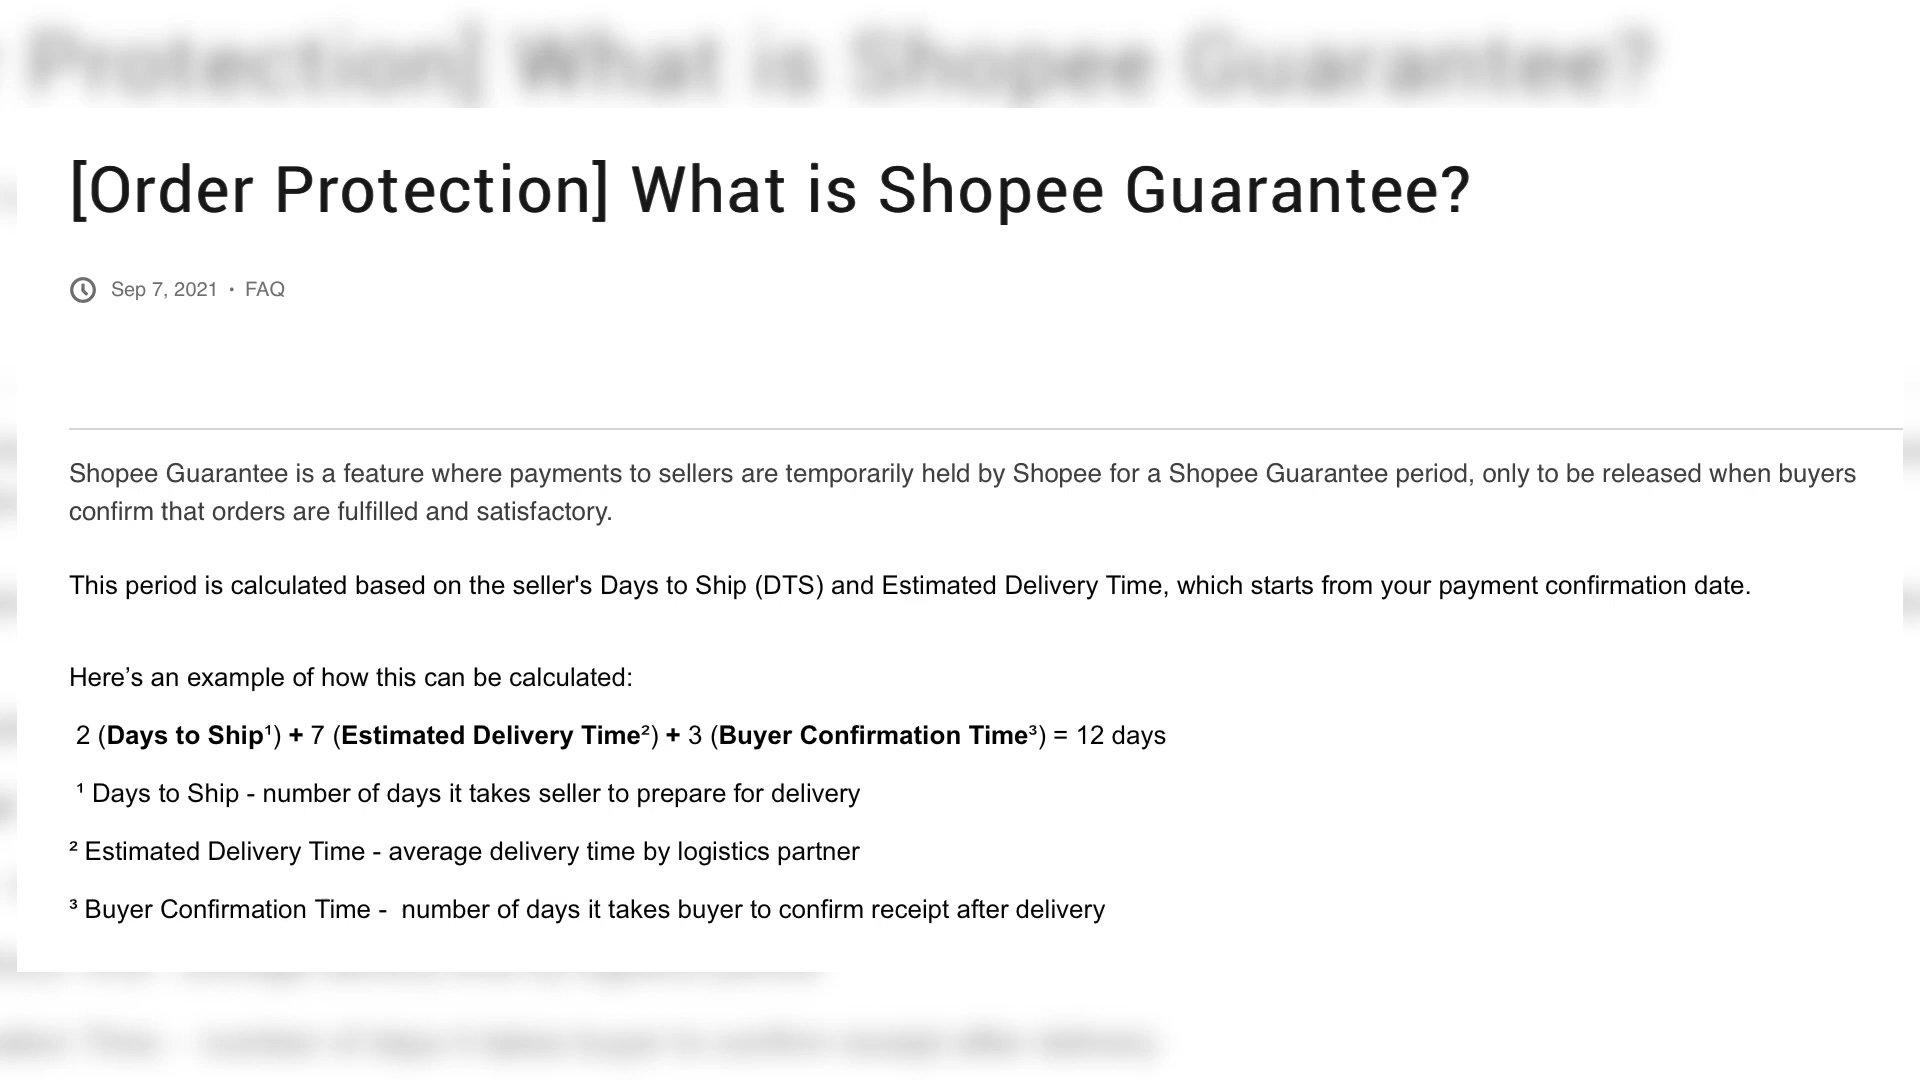 Protection] What is Shopee Guarantee?
[Order Protection] What is Shopee Guarantee?
Sep 7, 2021 • FAQ
Shopee Guarantee is a feature where payments to sellers are temporarily held by Shopee for a Shopee Guarantee period, only to be released when buyers
confirm that orders are fulfilled and satisfactory.
This period is calculated based on the seller's Days to Ship (DTS) and Estimated Delivery Time, which starts from your payment confirmation date.
Here’s an example of how this can be calculated:
2 (Days to Ship¹) + 7 (Estimated Delivery Time²) + 3 (Buyer Confirmation Time³) = 12 days
¹ Days to Ship - number of days it takes seller to prepare for delivery
² Estimated Delivery Time - average delivery time by logistics partner
³ Buyer Confirmation Time -  number of days it takes buyer to confirm receipt after delivery